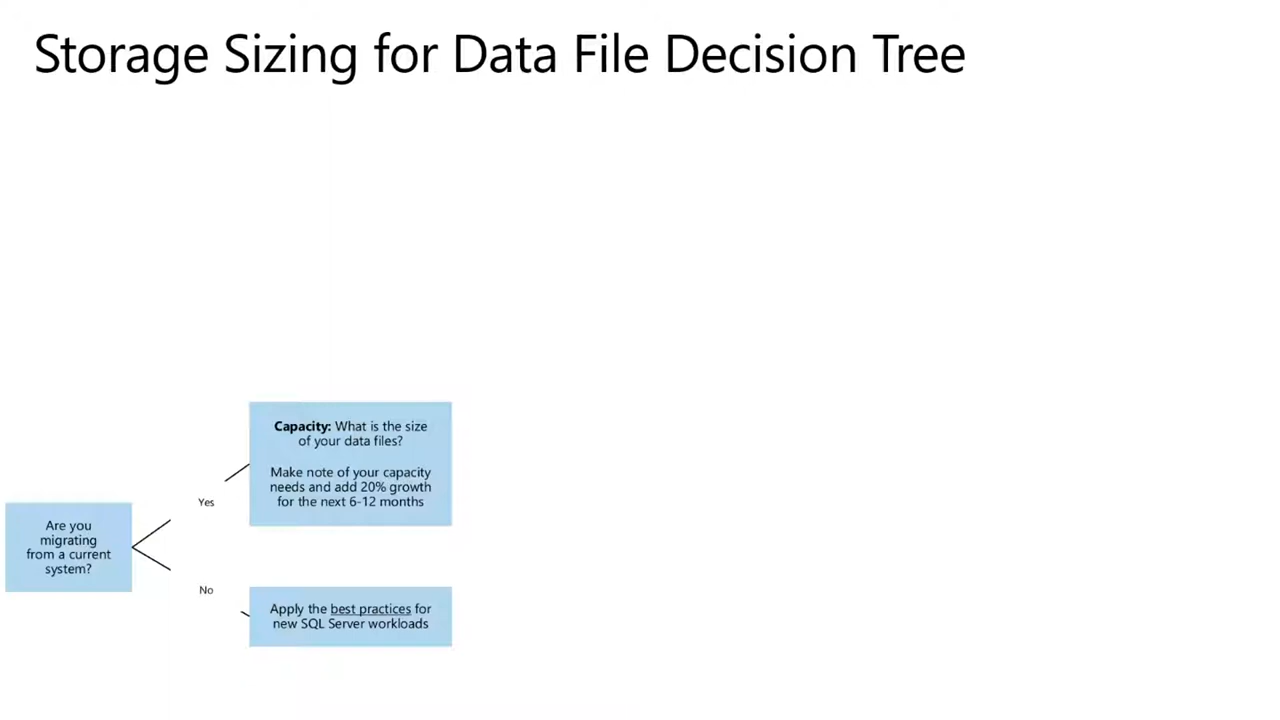 Storage Sizing for Data File Decision Tree
Capacity: What is the size
of your data files?
Make note of your capacity
needs and add 20% growth
for the next 6-12 months
Yes
Are you
migrating
from a current
system?
No
Apply the best practices for
new SQL Server workloads